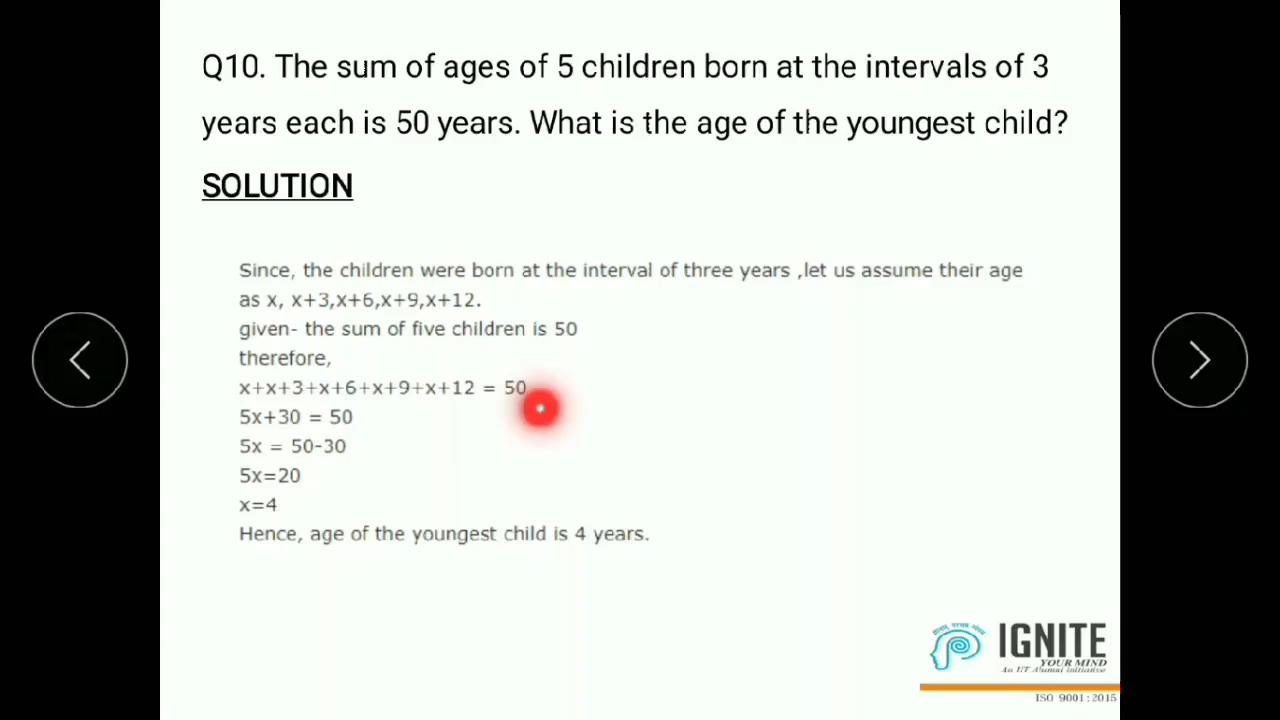 Q10. The sum of ages of 5 children born at the intervals of 3
years each is 50 years. What is the age of the youngest child?
SOLUTION
Since, the children were born at the interval of three years ,let us assume their age
as x, x+3,x+6,x+9,x+12.
given- the sum of five children is 50
therefore,
x+x+3+x+6+x+9+x+12 = 50
5x+30 = 50
5x = 50-30
5x=20
x=4
Hence, age of the youngest child is 4 years.
IGNITE
YOUR MIND
An IIT Alumni initiative
ISO 9001:2015